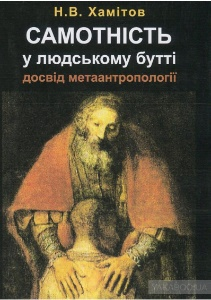 Н.В. Хамітов
САМОТНІСТЬ
у людському бутті
досвід метаантропології